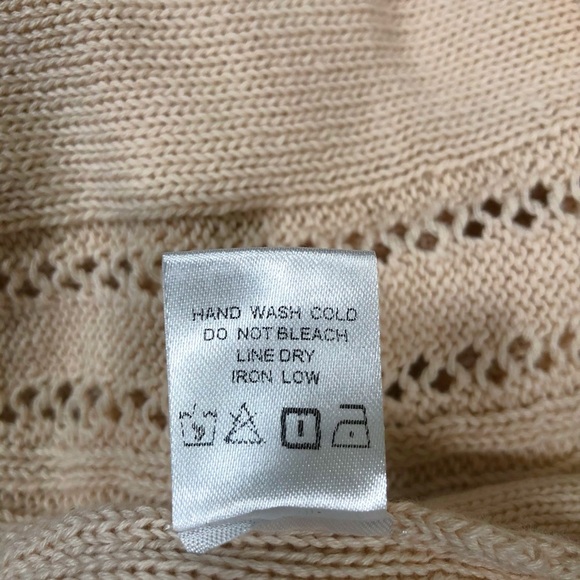 HAND WASH COLD
DO NOT BLEACH
LINE DRY
IRON LOW